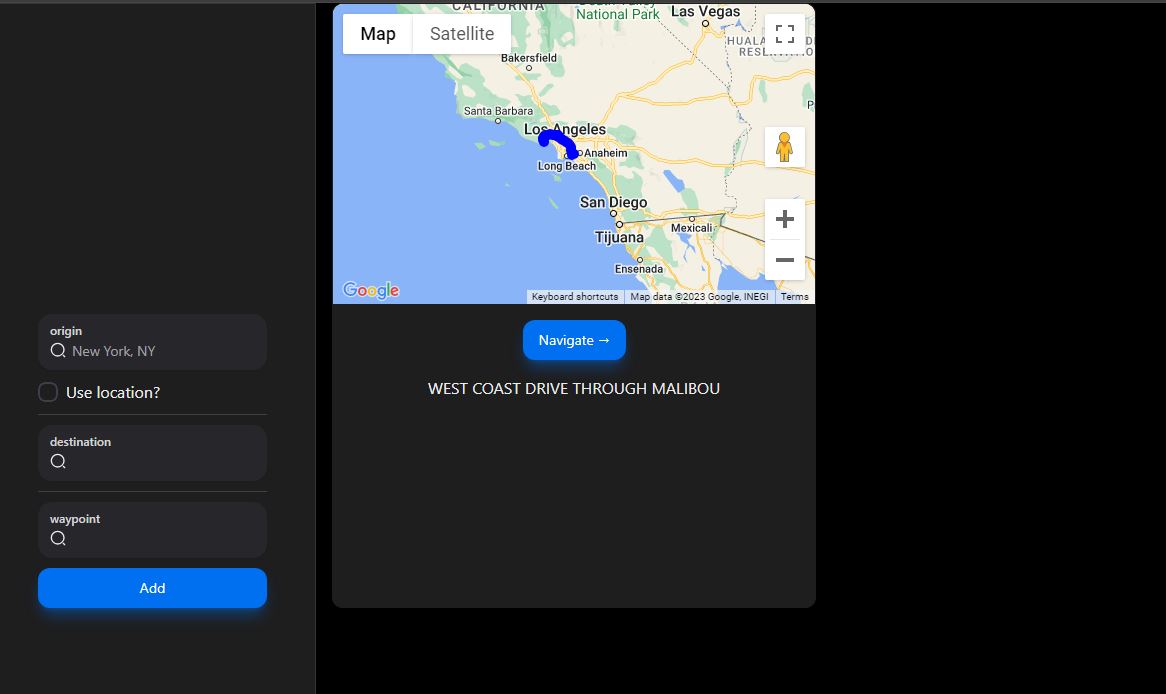 origin
New York, NY
Use location?
destination
waypoint
Add
CALIFORNIA
National Park
Las Vegas
Map
Satellite
Bakersfield
Santa Barbara
Los Angeles
Anaheim
Long Beach
San Diego
Tijuana
Mexicali
Ensenada
Google
Keyboard shortcuts
Map data ©2023 Google, INEGI
Terms
Navigate →
WEST COAST DRIVE THROUGH MALIBOU